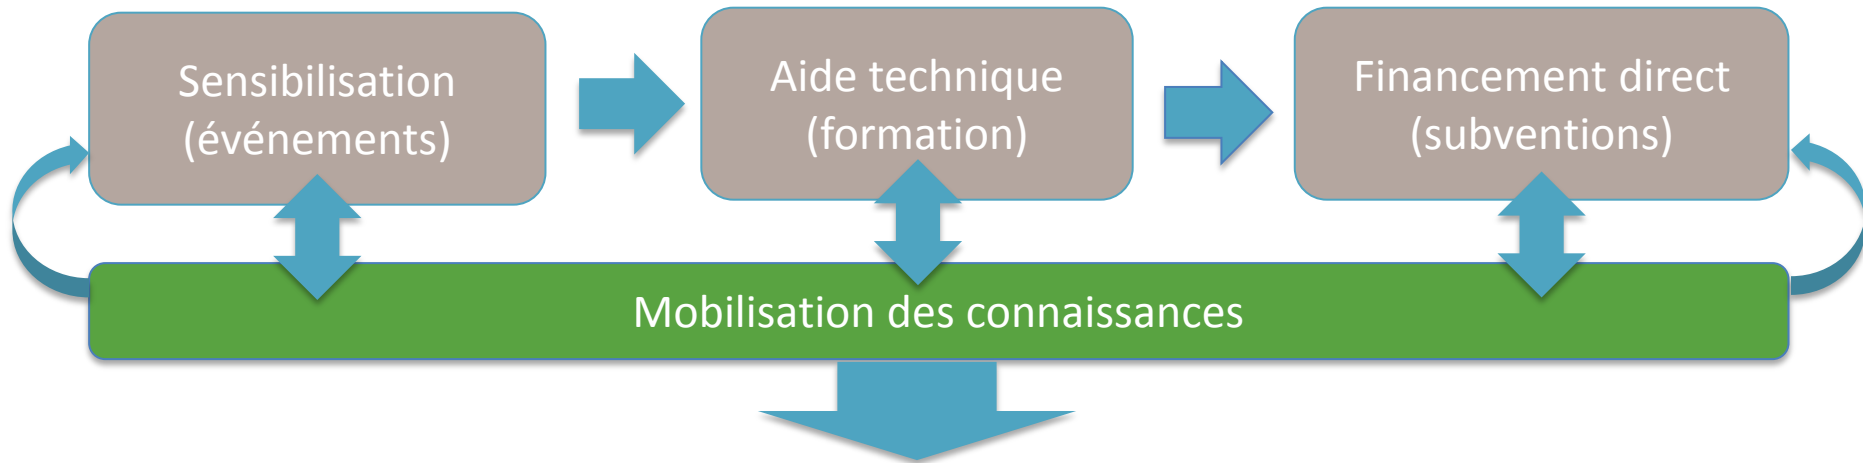 Sensibilisation
(événements)
Aide technique
(formation)
Financement direct
(subventions)
Mobilisation des connaissances